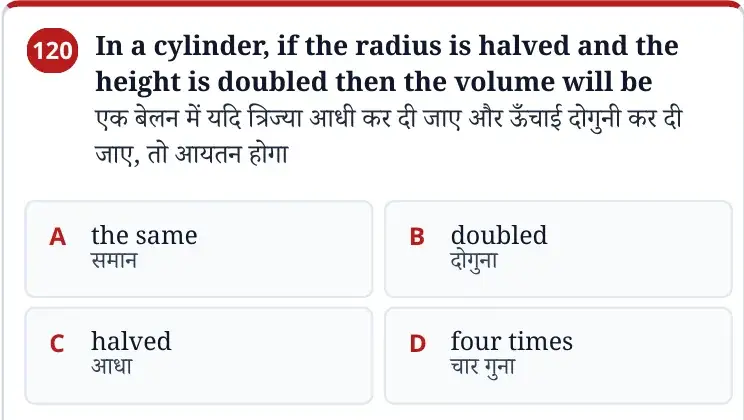 120 In a cylinder, if the radius is halved and the
height is doubled then the volume will be
एक बेलन में यदि त्रिज्या आधी कर दी जाए और ऊँचाई दोगुनी कर दी
जाए, तो आयतन होगा
A the same
समान
B doubled
दोगुना
C halved
आधा
D four times
चार गुना